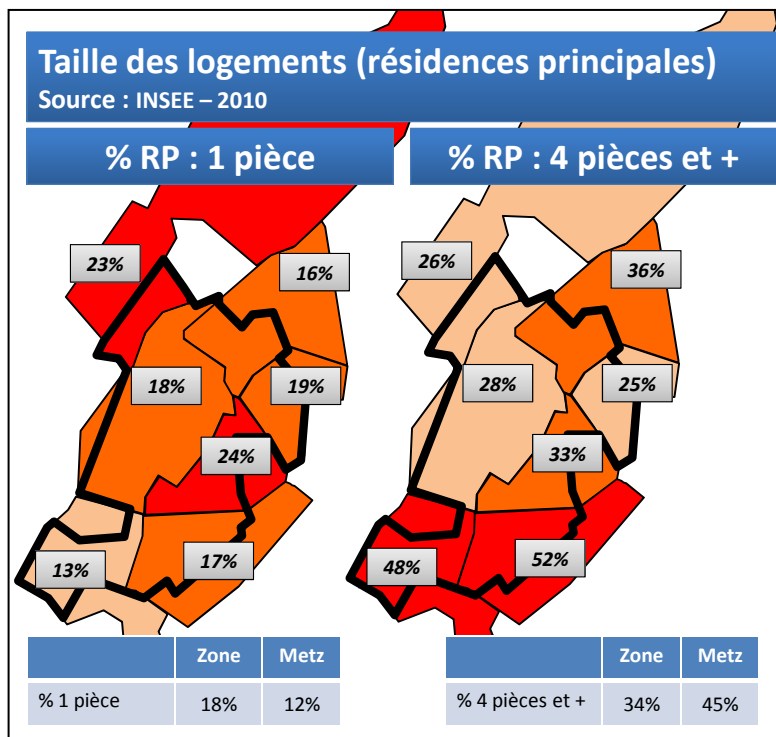 Taille des logements (résidences principales)
Source : INSEE – 2010
% RP : 1 pièce
23%
16%
18%
19%
24%
13%
17%
Zone Metz
% 1 pièce 18% 12%
% RP : 4 pièces et +
26%
36%
28%
25%
33%
48%
52%
Zone Metz
% 4 pièces et + 34% 45%